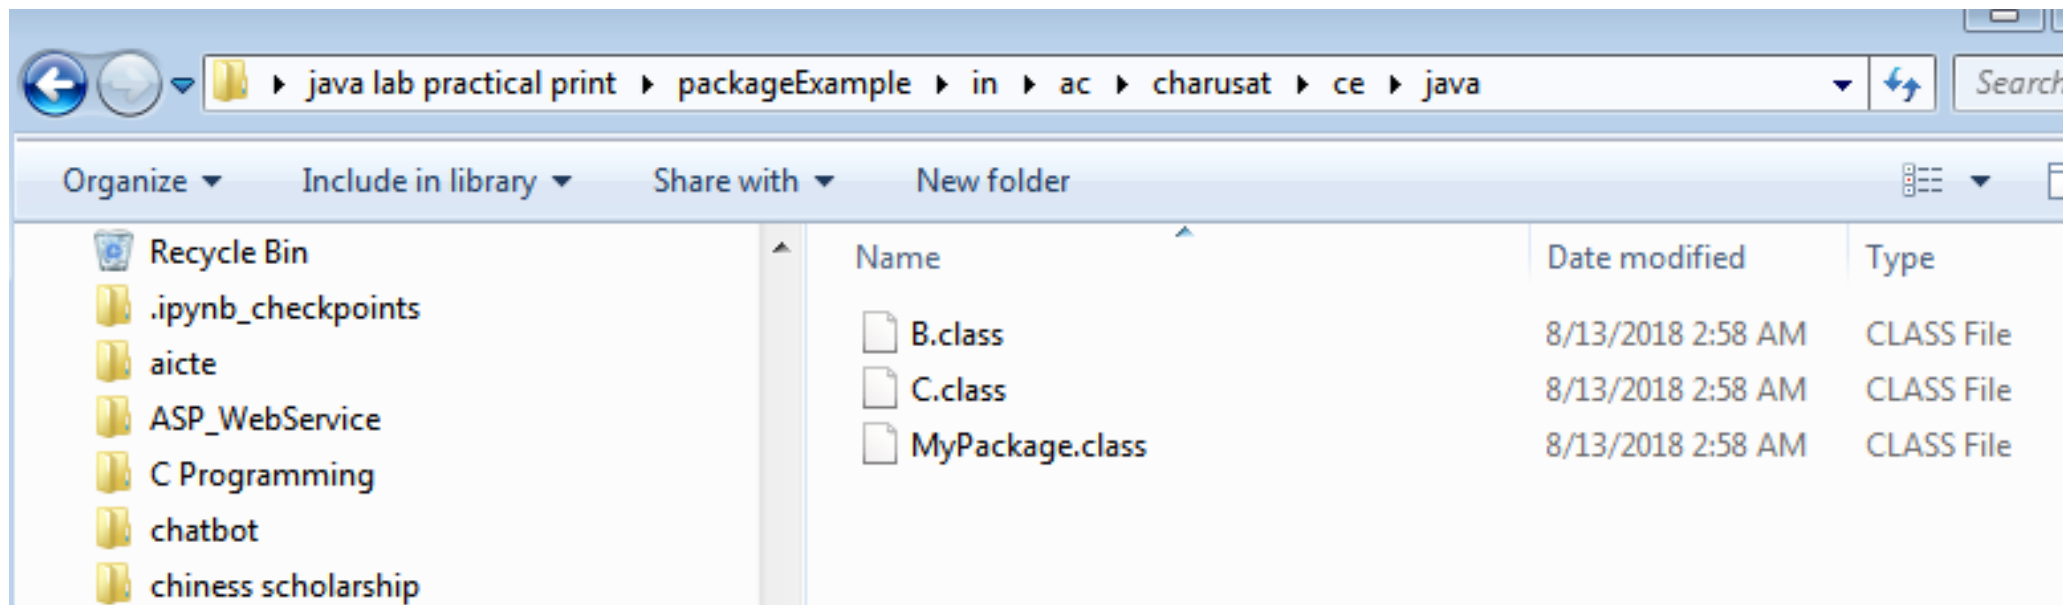 java lab practical print packageExample in ac charusat ce java
Search
Organize Include in library Share with New folder
Recycle Bin
.ipynb_checkpoints
aicte
ASP_WebService
C Programming
chatbot
chiness scholarship
Name Date modified Type
B.class 8/13/2018 2:58 AM CLASS File
C.class 8/13/2018 2:58 AM CLASS File
MyPackage.class 8/13/2018 2:58 AM CLASS File